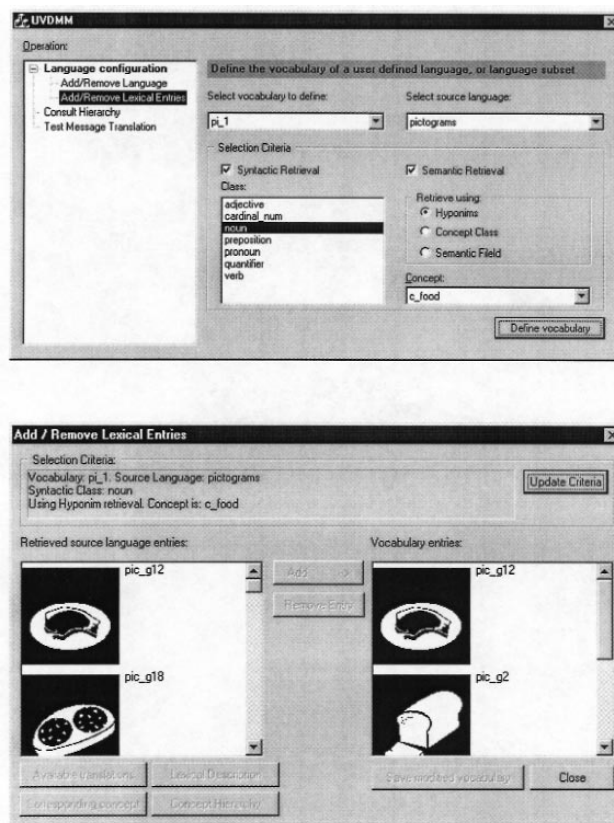 UVDMM
Operation:
Language configuration
Add/Remove Language
Add/Remove Lexical Entries
Consult Hierarchy
Test Message Translation
Define the vocabulary of a user defined language, or language subset
Select vocabulary to define:
Select source language:
pi_1
pictograms
Selection Criteria
Syntactic Retrieval
Semantic Retrieval
Class:
adjective
cardinal_num
noun
preposition
pronoun
quantifier
verb
Retrieve using:
Hyponims
Concept Class
Semantic Fileld
Concept:
c_food
Define vocabulary
Add / Remove Lexical Entries
Selection Criteria:
Vocabulary: pi_1. Source Language: pictograms
Syntactic Class: noun
Using Hyponim retrieval. Concept is: c_food
Update Criteria
Retrieved source language entries:
Vocabulary entries:
pic_g12
pic_g18
Add ->
Remove Entry
pic_g12
pic_g2
Available translations
Lexical Description
Corresponding concept
Concept Hierarchy
Save modified vocabulary
Close